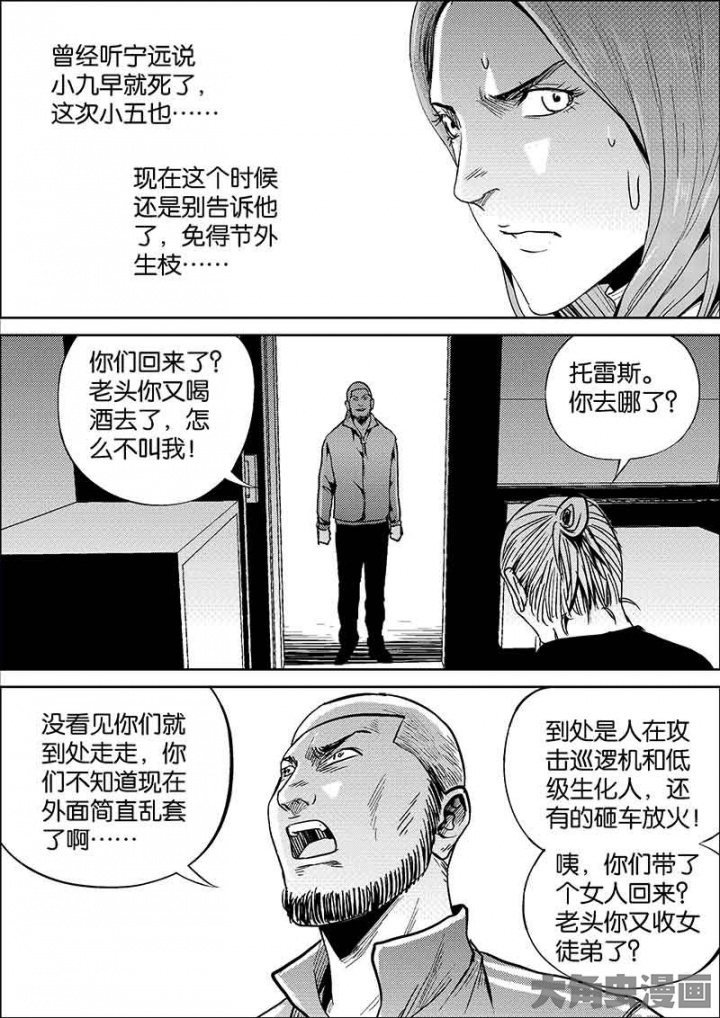 曾经听宁远说
小九早就死了，
这次小五也……
现在这个时候
还是别告诉他
了，免得节外
生枝……
你们回来了？
老头你又喝
酒去了，怎
么不叫我！
托雷斯。
你去哪了？
没看见你们就
到处走走，你
们不知道现在
外面简直乱套
了啊……
到处是人在攻
击巡逻机和低
级生化人，还
有的砸车放火！
咦，你们带了
个女人回来？
老头你又收女
徒弟了？
大角虫漫画